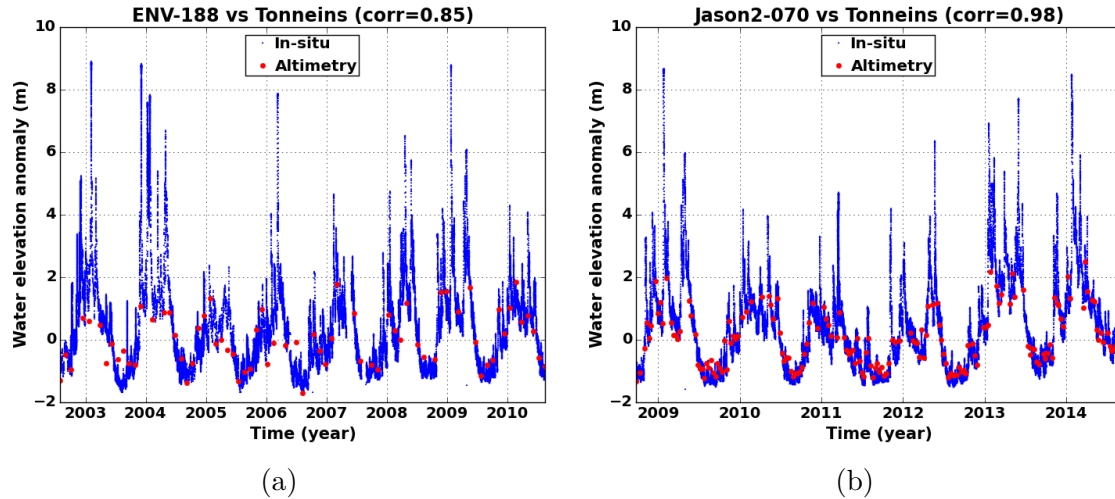 ENV-188 vs Tonneins (corr=0.85)
Water elevation anomaly (m)
10
8
6
4
2
0
−2
In-situ
Altimetry
2003 2004 2005 2006 2007 2008 2009 2010
Time (year)
(a)
Jason2-070 vs Tonneins (corr=0.98)
Water elevation anomaly (m)
10
8
6
4
2
0
−2
In-situ
Altimetry
2009 2010 2011 2012 2013 2014
Time (year)
(b)